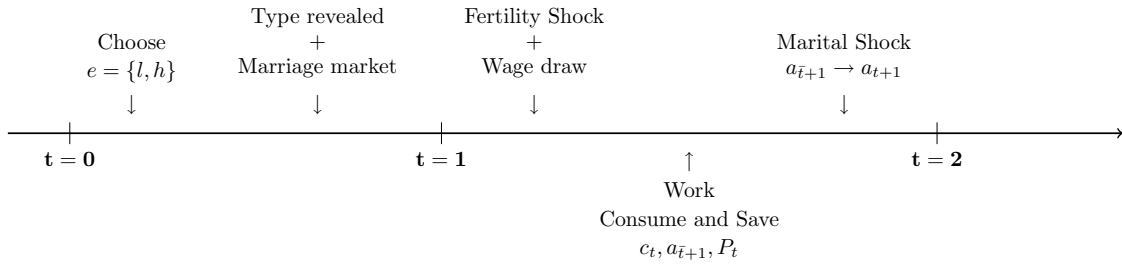 Choose
e = {l, h}
↓
Type revealed
+
Marriage market
↓
Fertility Shock
+
Wage draw
↓
Marital Shock
a_{\bar{t}+1} → a_{t+1}
↓
t = 0
t = 1
t = 2
↑
Work
Consume and Save
c_t, a_{\bar{t}+1}, P_t